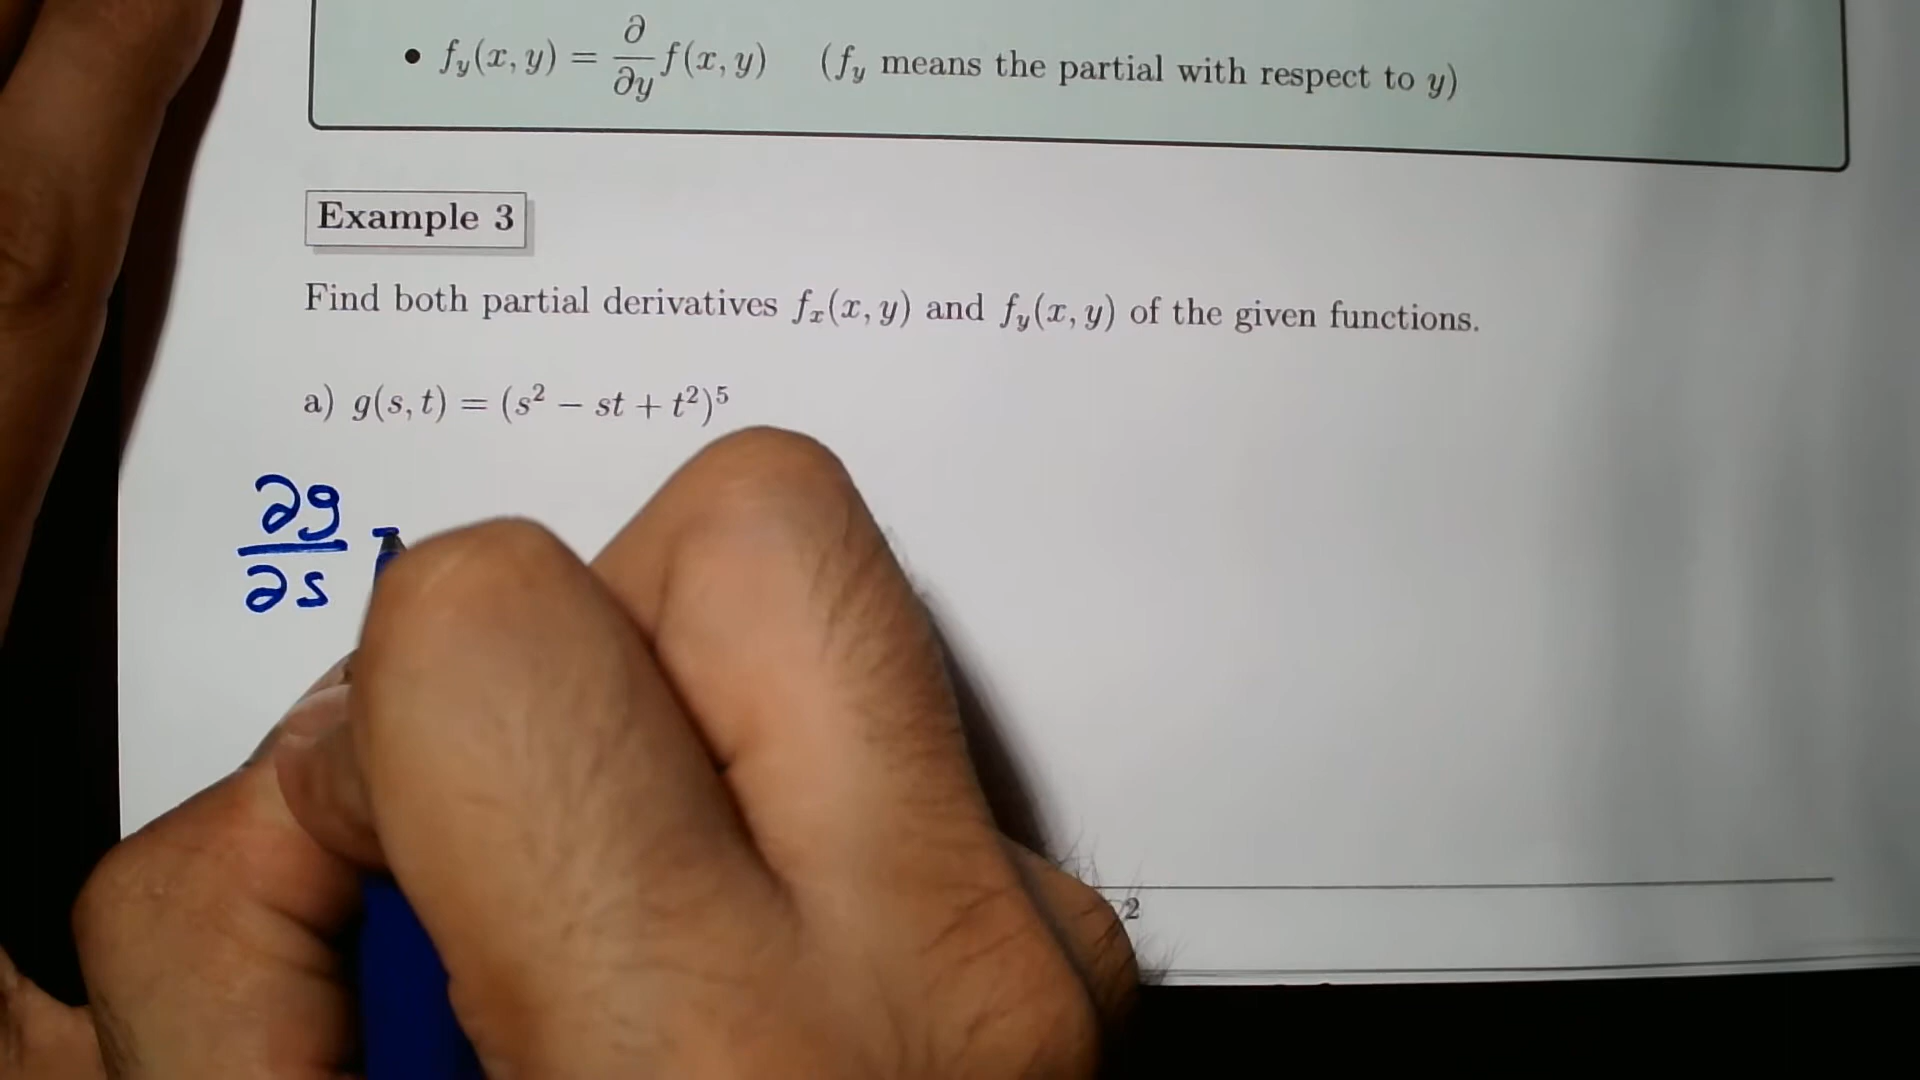 • f_y(x, y) = ∂/∂y f(x, y) (f_y means the partial with respect to y)
Example 3
Find both partial derivatives f_x(x, y) and f_y(x, y) of the given functions.
a) g(s, t) = (s² − st + t²)⁵
∂g/∂s =
2